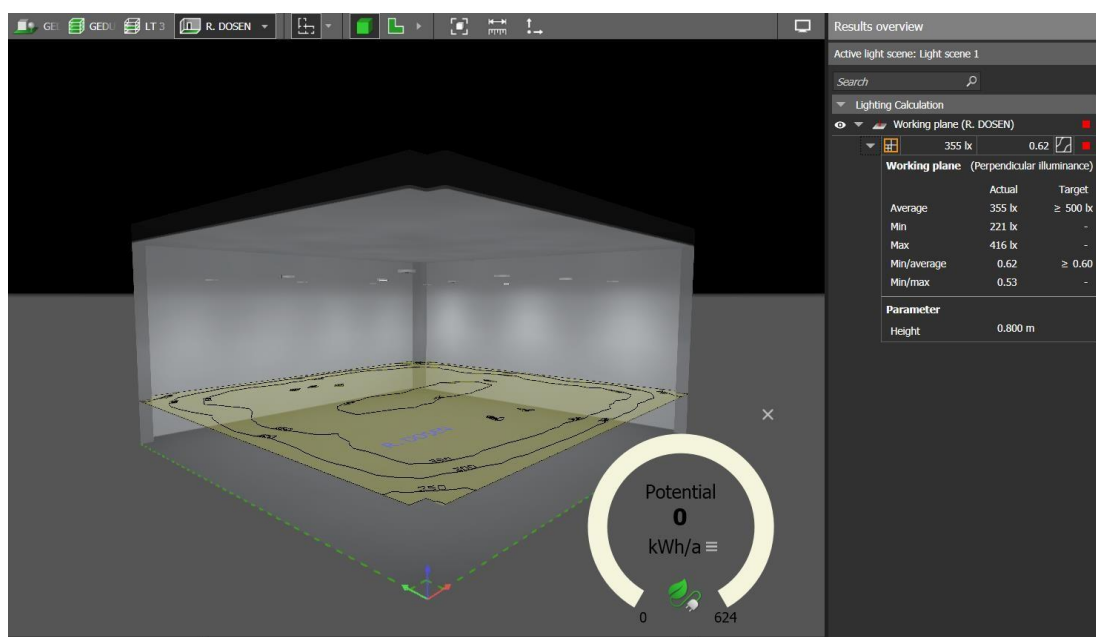 GE
GEDU
LT 3
R. DOSEN
Results overview
Active light scene: Light scene 1
Search
Lighting Calculation
Working plane (R. DOSEN)
355 lx 0.62
Working plane (Perpendicular illuminance)
Actual Target
Average 355 lx ≥ 500 lx
Min 221 lx -
Max 416 lx -
Min/average 0.62 ≥ 0.60
Min/max 0.53 -
Parameter
Height 0.800 m
R. DOSEN
350
300
250
Potential
0
kWh/a
0 624